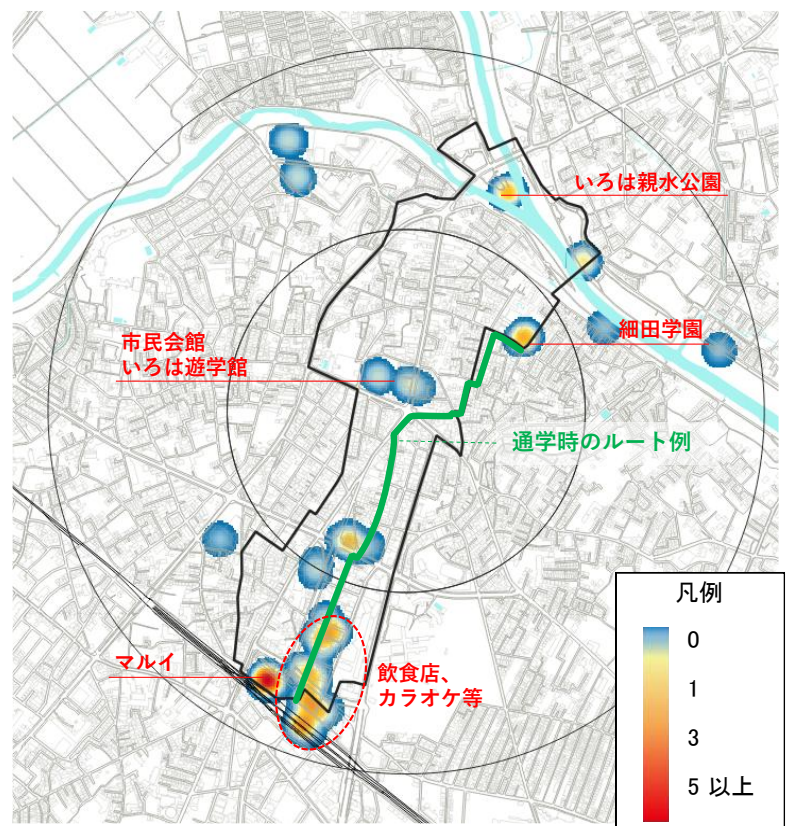 いろは親水公園
細田学園
市民会館
いろは遊学館
通学時のルート例
マルイ
飲食店、
カラオケ等
凡例
0
1
3
5 以上